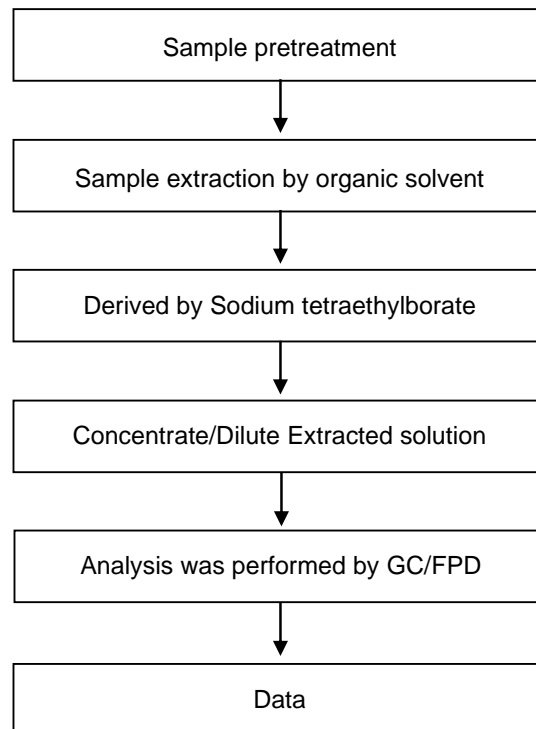 Sample pretreatment
Sample extraction by organic solvent
Derived by Sodium tetraethylborate
Concentrate/Dilute Extracted solution
Analysis was performed by GC/FPD
Data